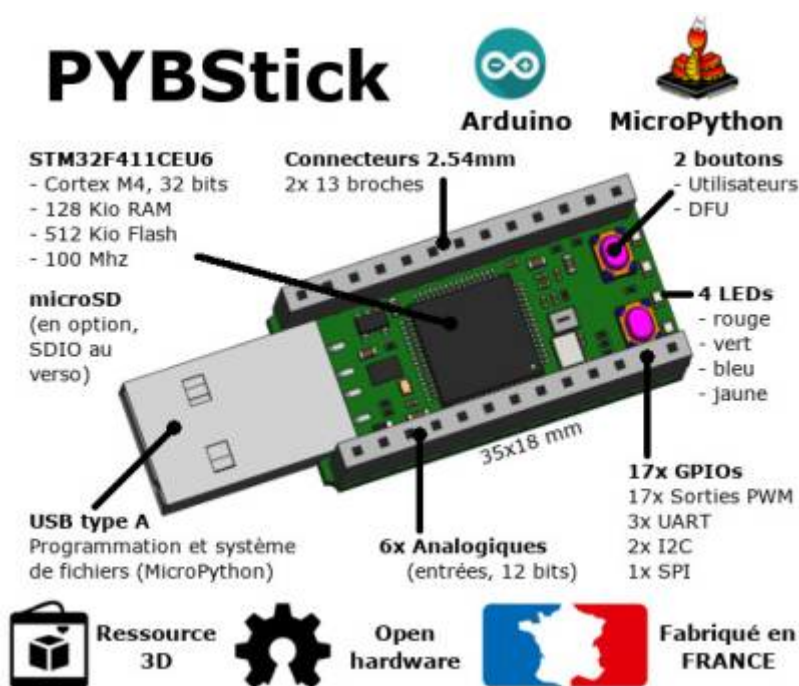 PYBStick
Arduino
MicroPython
STM32F411CEU6
- Cortex M4, 32 bits
- 128 Kio RAM
- 512 Kio Flash
- 100 Mhz
Connecteurs 2.54mm
2x 13 broches
2 boutons
- Utilisateurs
- DFU
microSD
(en option,
SDIO au
verso)
4 LEDs
- rouge
- vert
- bleu
- jaune
35x18 mm
USB type A
Programmation et système
de fichiers (MicroPython)
6x Analogiques
(entrées, 12 bits)
17x GPIOs
17x Sorties PWM
3x UART
2x I2C
1x SPI
Ressource
3D
Open
hardware
Fabriqué en
FRANCE